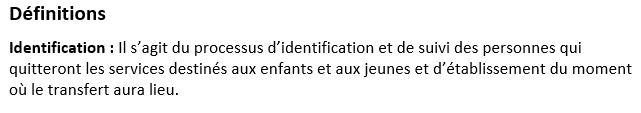 Définitions
Identification : Il s’agit du processus d’identification et de suivi des personnes qui
quitteront les services destinés aux enfants et aux jeunes et d’établissement du moment
où le transfert aura lieu.